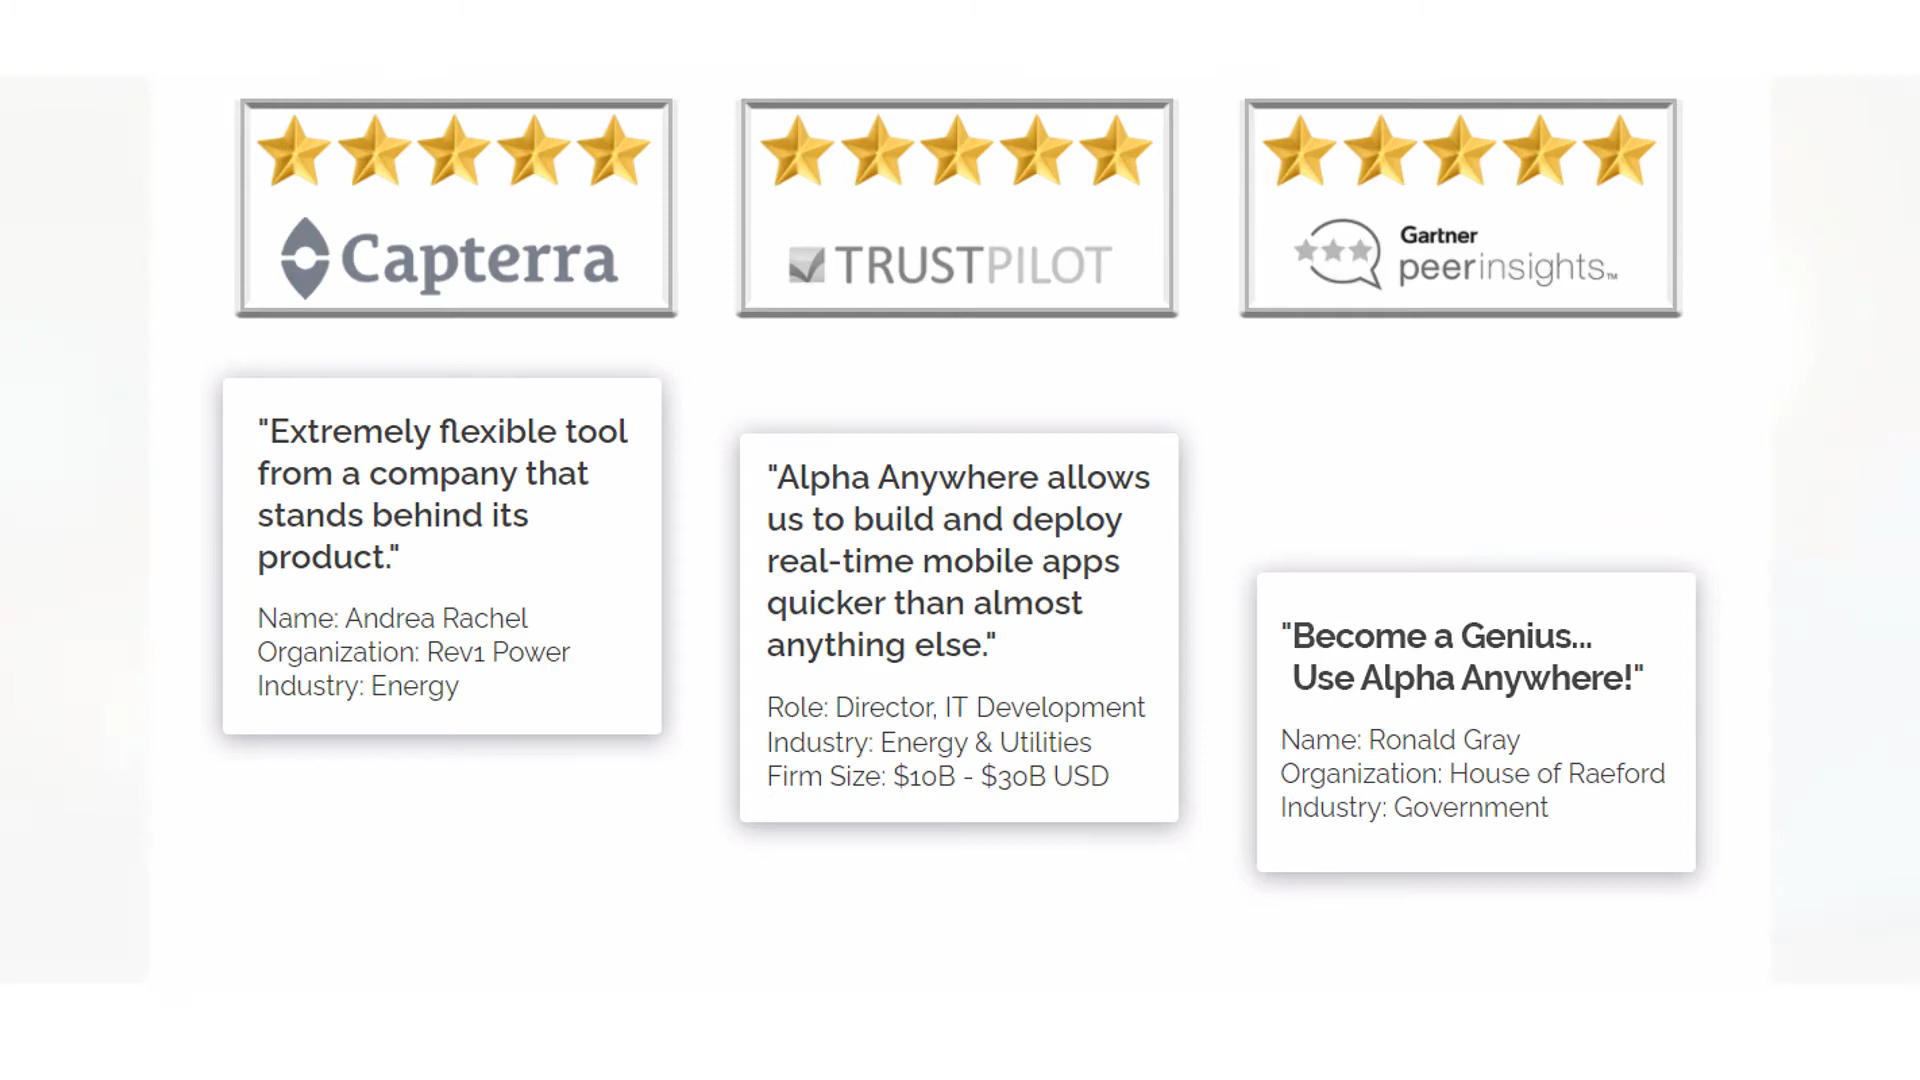 Capterra
TRUSTPILOT
Gartner
peerinsights™
"Extremely flexible tool
from a company that
stands behind its
product."
Name: Andrea Rachel
Organization: Rev1 Power
Industry: Energy
"Alpha Anywhere allows
us to build and deploy
real-time mobile apps
quicker than almost
anything else."
Role: Director, IT Development
Industry: Energy & Utilities
Firm Size: $10B - $30B USD
"Become a Genius...
Use Alpha Anywhere!"
Name: Ronald Gray
Organization: House of Raeford
Industry: Government